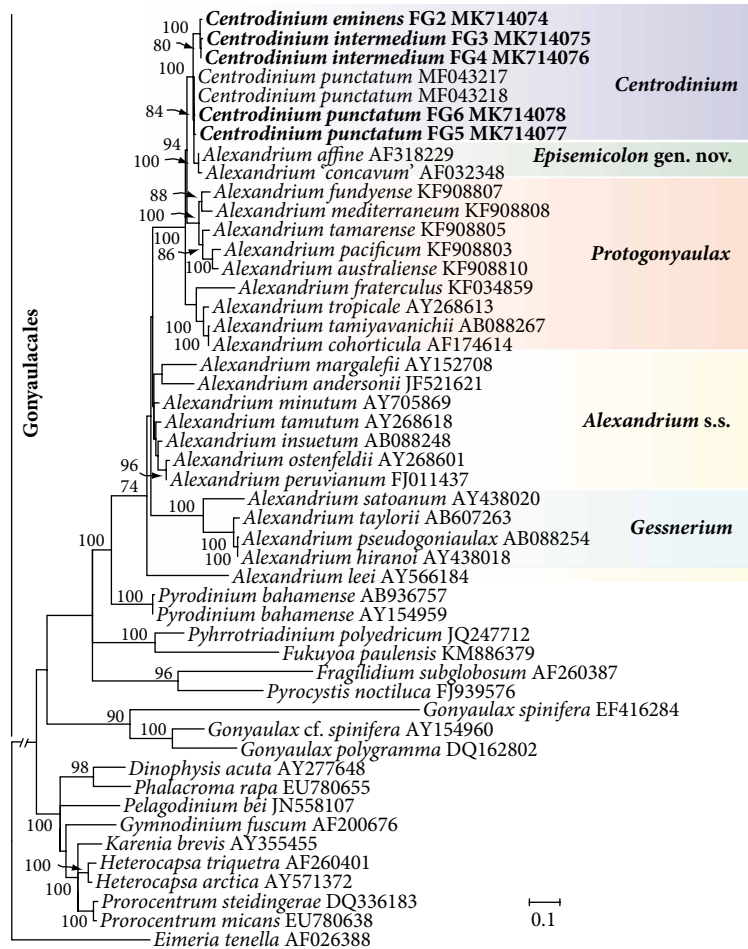 Centrodinium eminens FG2 MK714074
Centrodinium intermedium FG3 MK714075
Centrodinium intermedium FG4 MK714076
Centrodinium punctatum MF043217
Centrodinium punctatum MF043218
Centrodinium punctatum FG6 MK714078
Centrodinium punctatum FG5 MK714077
Alexandrium affine AF318229
Alexandrium 'concavum' AF032348
Alexandrium fundyense KF908807
Alexandrium mediterraneum KF908808
Alexandrium tamarense KF908805
Alexandrium pacificum KF908803
Alexandrium australiense KF908810
Alexandrium fraterculus KF034859
Alexandrium tropicale AY268613
Alexandrium tamiyavanichii AB088267
Alexandrium cohorticula AF174614
Alexandrium margalefii AY152708
Alexandrium andersonii JF521621
Alexandrium minutum AY705869
Alexandrium tamutum AY268618
Alexandrium insuetum AB088248
Alexandrium ostenfeldii AY268601
Alexandrium peruvianum FJ011437
Alexandrium satoanum AY438020
Alexandrium taylorii AB607263
Alexandrium pseudogoniaulax AB088254
Alexandrium hiranoi AY438018
Alexandrium leei AY566184
Pyrodinium bahamense AB936757
Pyrodinium bahamense AY154959
Pyhrrotriadinium polyedricum JQ247712
Fukuyoa paulensis KM886379
Fragilidium subglobosum AF260387
Pyrocystis noctiluca FJ939576
Gonyaulax spinifera EF416284
Gonyaulax cf. spinifera AY154960
Gonyaulax polygramma DQ162802
Dinophysis acuta AY277648
Phalacroma rapa EU780655
Pelagodinium bei JN558107
Gymnodinium fuscum AF200676
Karenia brevis AY355455
Heterocapsa triquetra AF260401
Heterocapsa arctica AY571372
Prorocentrum steidingerae DQ336183
Prorocentrum micans EU780638
Eimeria tenella AF026388
Centrodinium
Episemicolon gen. nov.
Protogonyaulax
Alexandrium s.s.
Gessnerium
Gonyaulacales
100
80
100
84
94
100
88
100
100
86
100
100
100
96
74
100
100
100
100
100
100
96
90
100
98
100
100
100
100
0.1